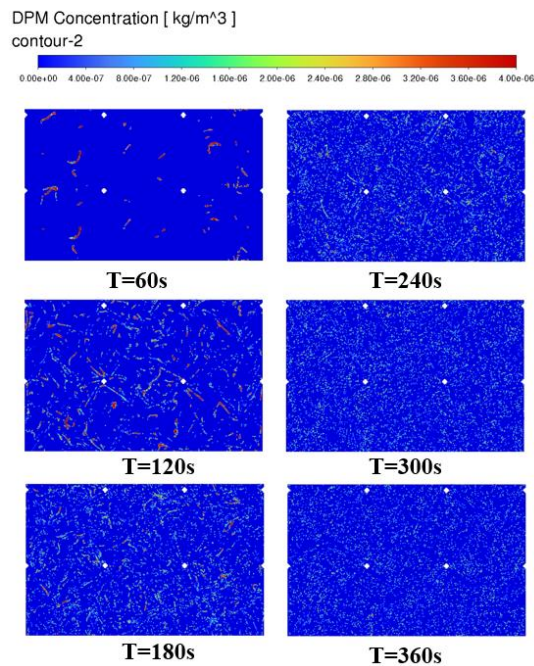 DPM Concentration [ kg/m^3 ]
contour-2
0.00e+00 4.00e-07 8.00e-07 1.20e-06 1.60e-06 2.00e-06 2.40e-06 2.80e-06 3.20e-06 3.60e-06 4.00e-06
T=60s T=240s
T=120s T=300s
T=180s T=360s